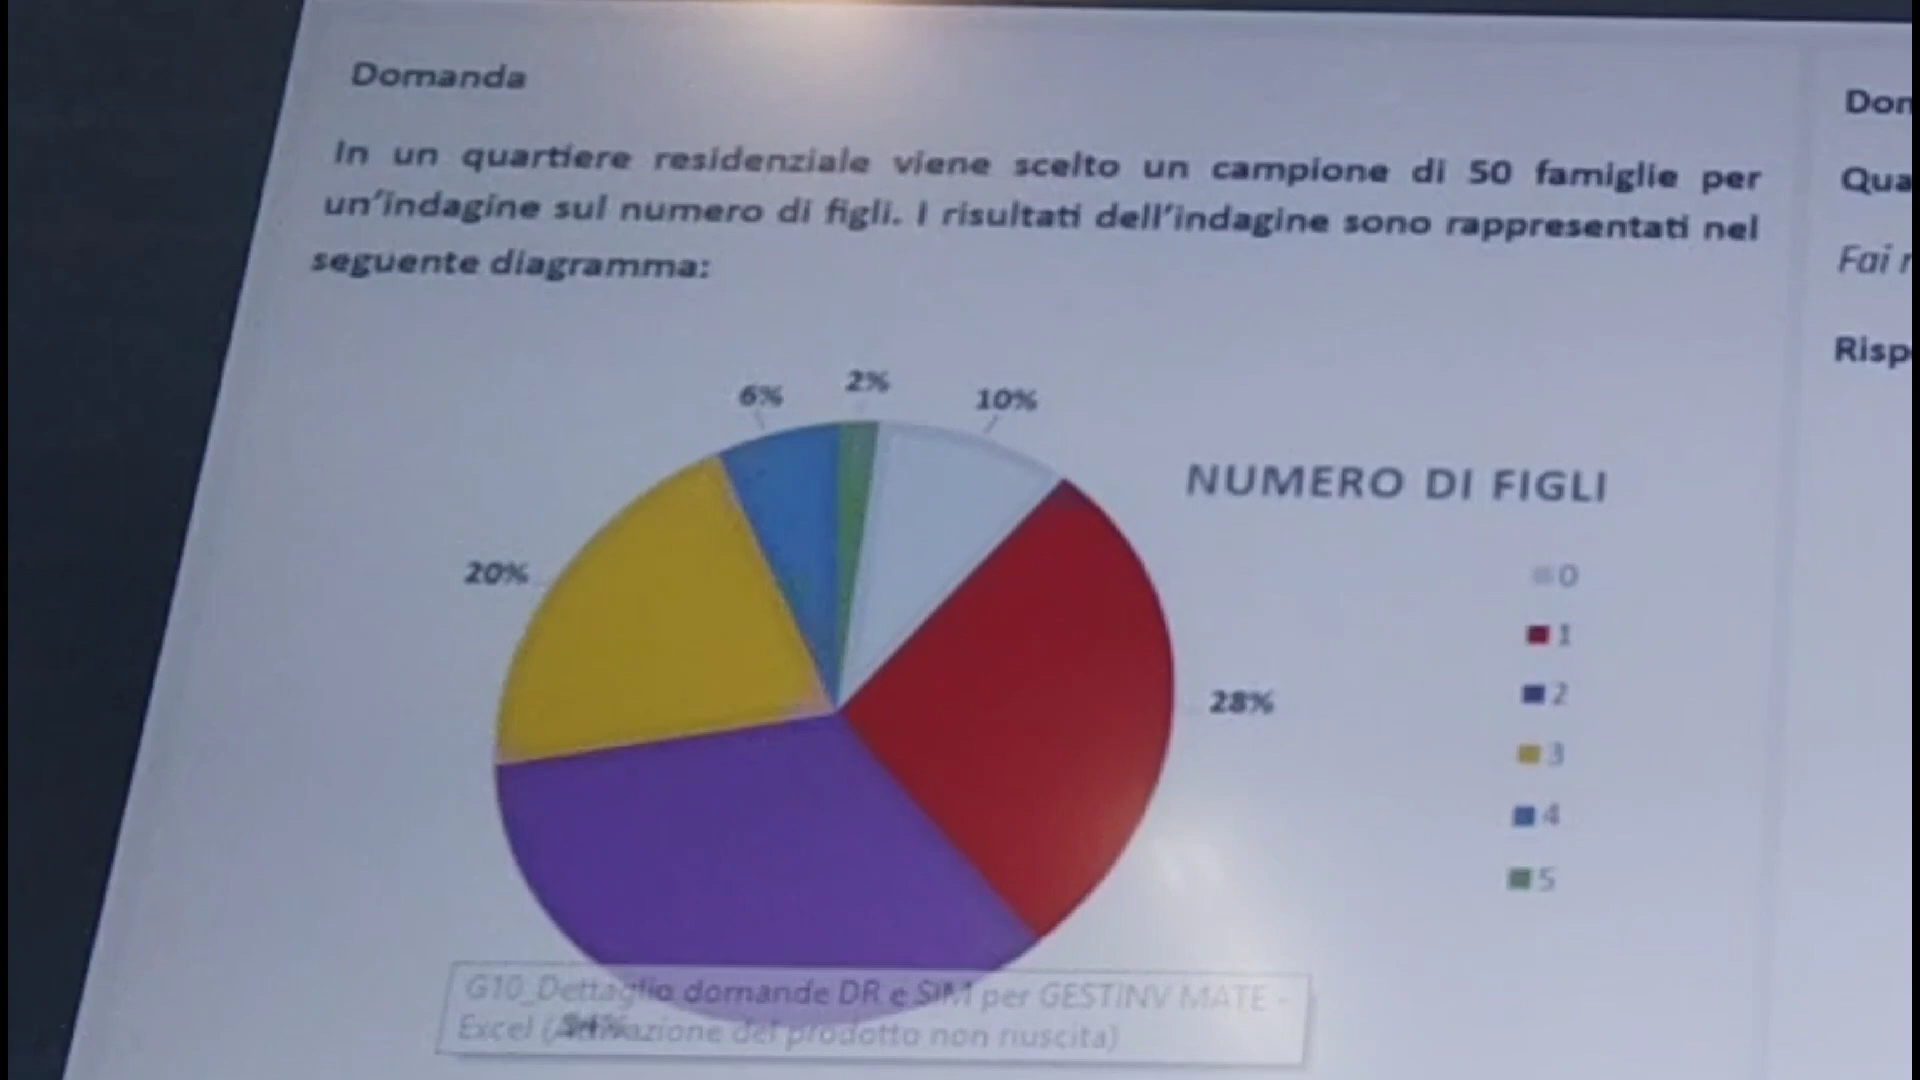 Domanda
In un quartiere residenziale viene scelto un campione di 50 famiglie per
un'indagine sul numero di figli. I risultati dell'indagine sono rappresentati nel
seguente diagramma:
6%
2%
10%
NUMERO DI FIGLI
20%
28%
0
1
2
3
4
5
G10_Dettaglio domande DR e SIM per GESTINV MATE -
Excel (Attivazione del prodotto non riuscita)
Don
Qua
Fai r
Risp